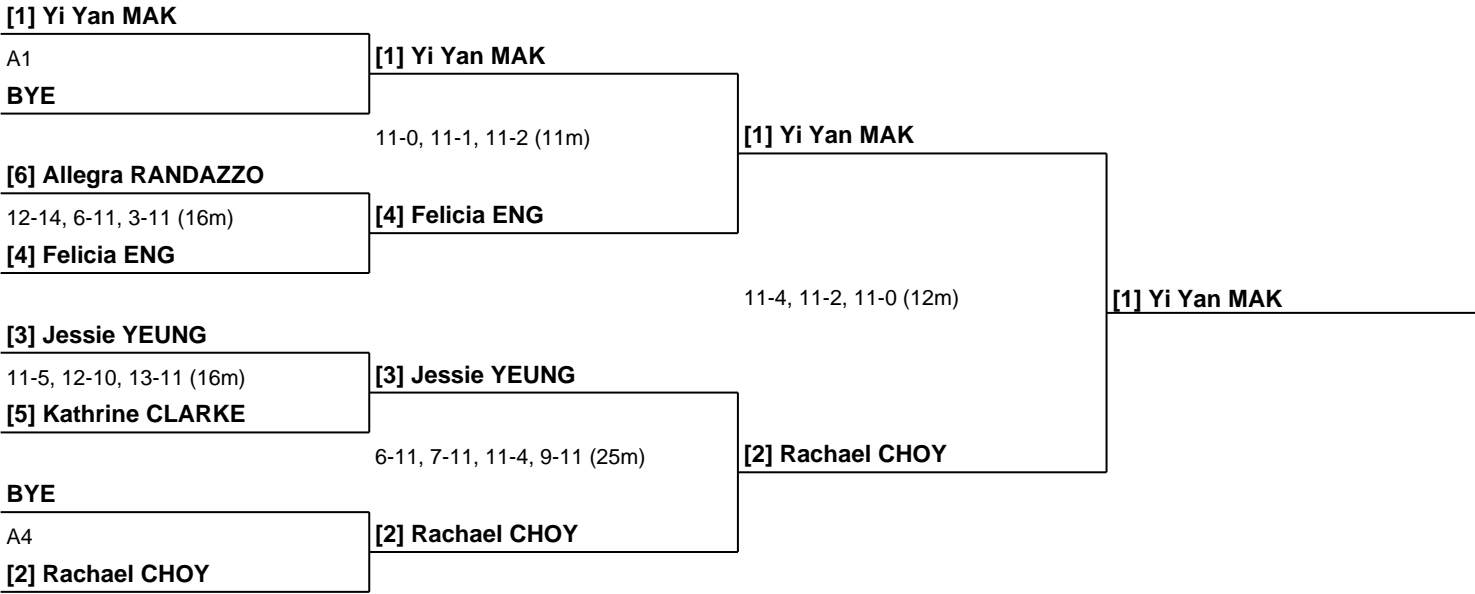 [1] Yi Yan MAK
A1
BYE
[6] Allegra RANDAZZO
12-14, 6-11, 3-11 (16m)
[4] Felicia ENG
[3] Jessie YEUNG
11-5, 12-10, 13-11 (16m)
[5] Kathrine CLARKE
BYE
A4
[2] Rachael CHOY
[1] Yi Yan MAK
11-0, 11-1, 11-2 (11m)
[4] Felicia ENG
[3] Jessie YEUNG
6-11, 7-11, 11-4, 9-11 (25m)
[2] Rachael CHOY
[1] Yi Yan MAK
11-4, 11-2, 11-0 (12m)
[2] Rachael CHOY
[1] Yi Yan MAK